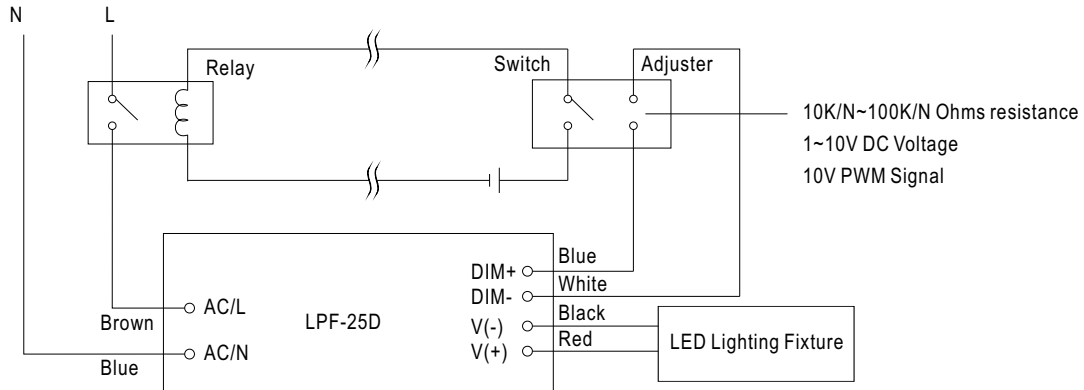 N
L
Relay
Switch
Adjuster
10K/N~100K/N Ohms resistance
1~10V DC Voltage
10V PWM Signal
Blue
DIM+
White
DIM-
Black
V(-)
Red
V(+)
AC/L
Brown
LPF-25D
LED Lighting Fixture
AC/N
Blue